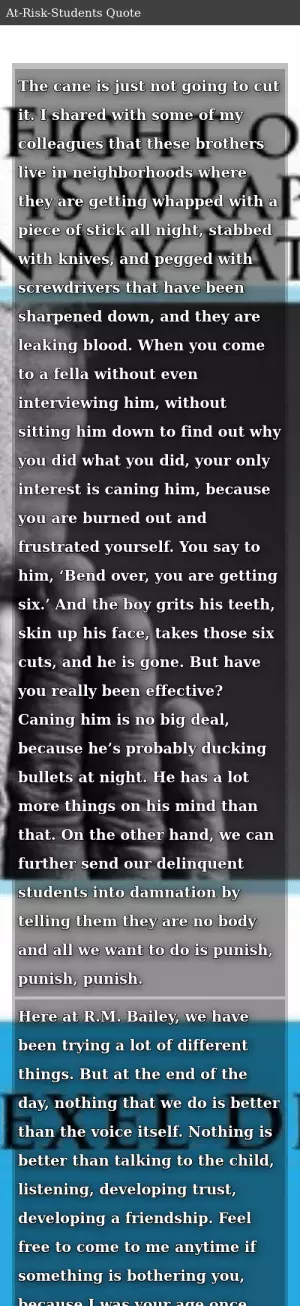 At-Risk-Students Quote
The cane is just not going to cut
it. I shared with some of my
colleagues that these brothers
live in neighborhoods where
they are getting whapped with a
piece of stick all night, stabbed
with knives, and pegged with
screwdrivers that have been
sharpened down, and they are
leaking blood. When you come
to a fella without even
interviewing him, without
sitting him down to find out why
you did what you did, your only
interest is caning him, because
you are burned out and
frustrated yourself. You say to
him, ‘Bend over, you are getting
six.’ And the boy grits his teeth,
skin up his face, takes those six
cuts, and he is gone. But have
you really been effective?
Caning him is no big deal,
because he’s probably ducking
bullets at night. He has a lot
more things on his mind than
that. On the other hand, we can
further send our delinquent
students into damnation by
telling them they are no body
and all we want to do is punish,
punish, punish.
Here at R.M. Bailey, we have
been trying a lot of different
things. But at the end of the
day, nothing that we do is better
than the voice itself. Nothing is
better than talking to the child,
listening, developing trust,
developing a friendship. Feel
free to come to me anytime if
something is bothering you,
because I was your age once